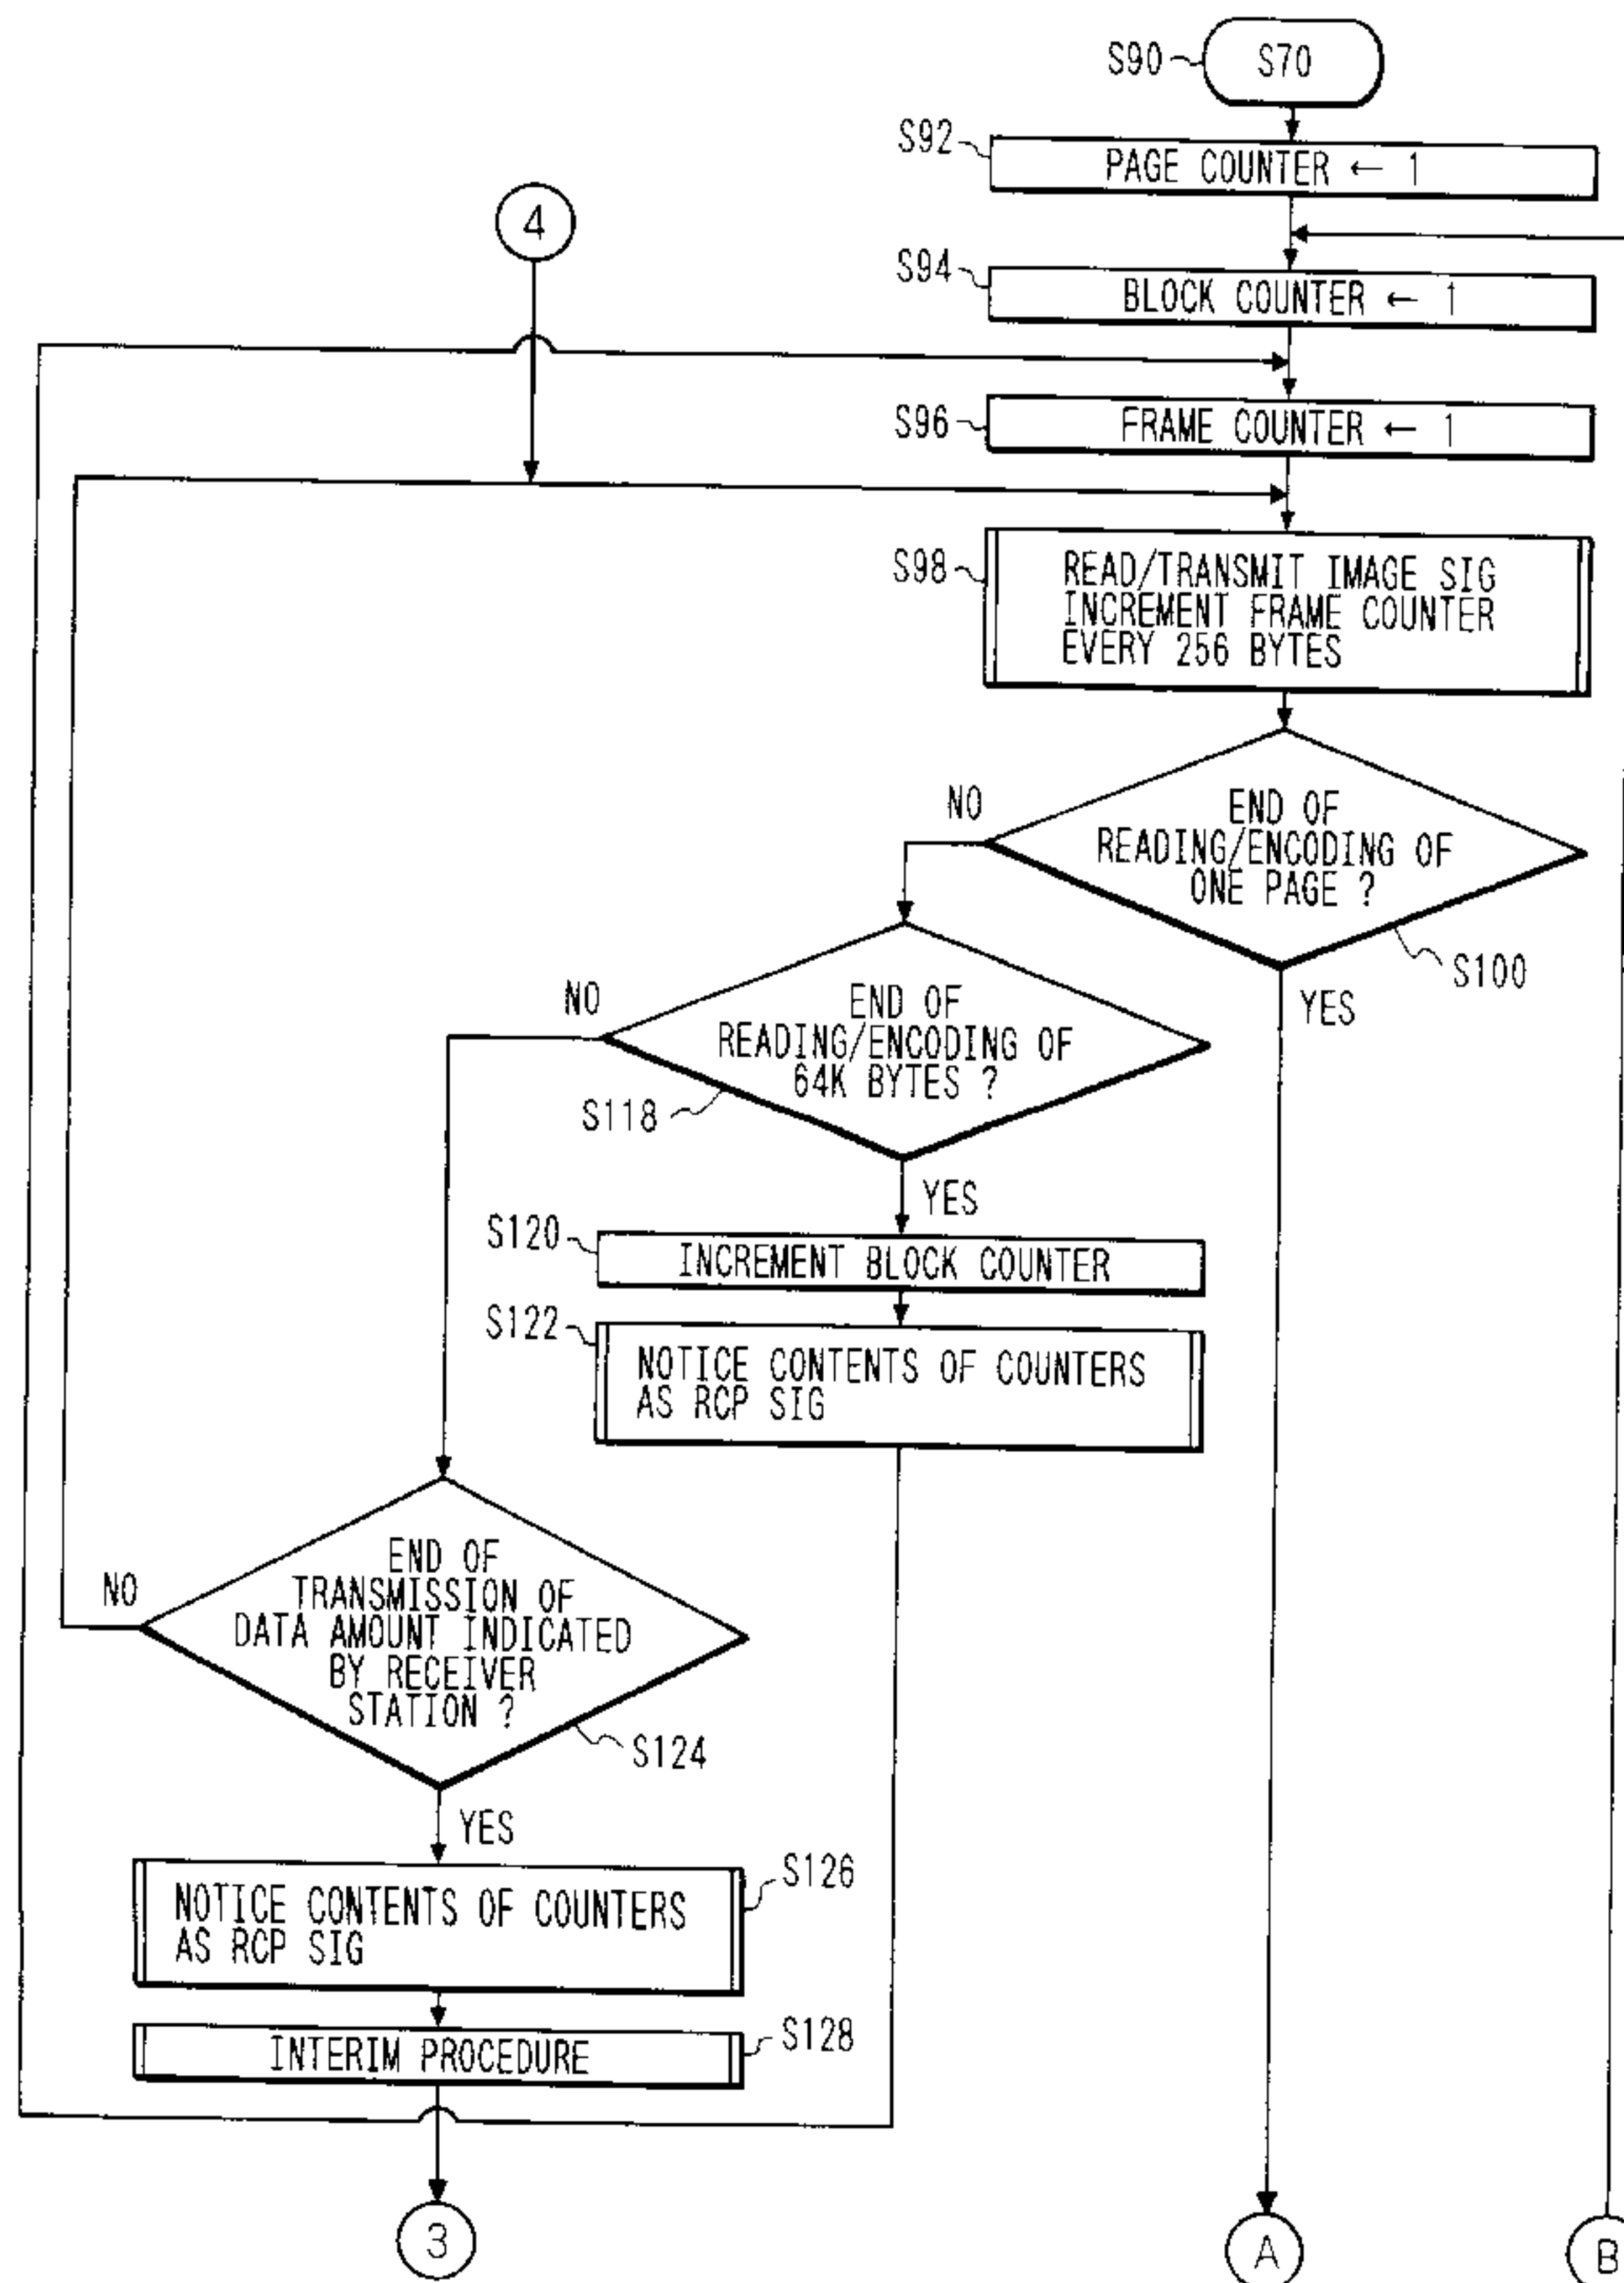 S90
S70
S92
PAGE COUNTER ← 1
4
S94
BLOCK COUNTER ← 1
S96
FRAME COUNTER ← 1
S98
READ/TRANSMIT IMAGE SIG
INCREMENT FRAME COUNTER
EVERY 256 BYTES
NO
END OF
READING/ENCODING OF
ONE PAGE ?
S100
YES
NO
END OF
READING/ENCODING OF
64K BYTES ?
S118
YES
S120
INCREMENT BLOCK COUNTER
S122
NOTICE CONTENTS OF COUNTERS
AS RCP SIG
NO
END OF
TRANSMISSION OF
DATA AMOUNT INDICATED
BY RECEIVER
STATION ?
S124
YES
S126
NOTICE CONTENTS OF COUNTERS
AS RCP SIG
S128
INTERIM PROCEDURE
3
A
B